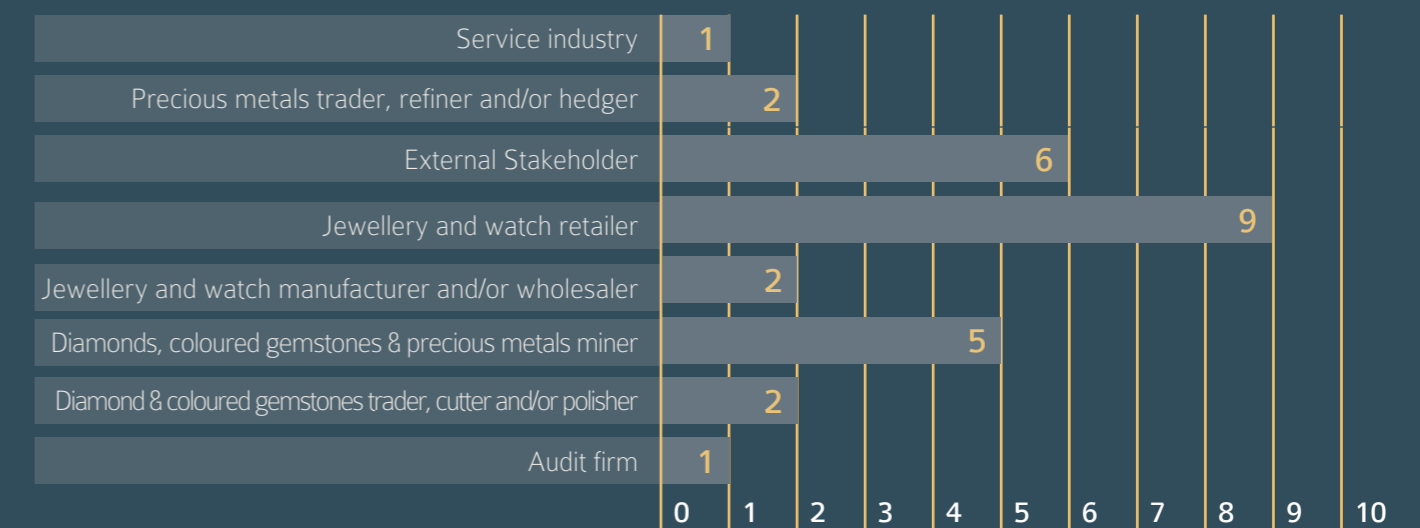 Service industry 1
Precious metals trader, refiner and/or hedger 2
External Stakeholder 6
Jewellery and watch retailer 9
Jewellery and watch manufacturer and/or wholesaler 2
Diamonds, coloured gemstones & precious metals miner 5
Diamond & coloured gemstones trader, cutter and/or polisher 2
Audit firm 1
0 1 2 3 4 5 6 7 8 9 10